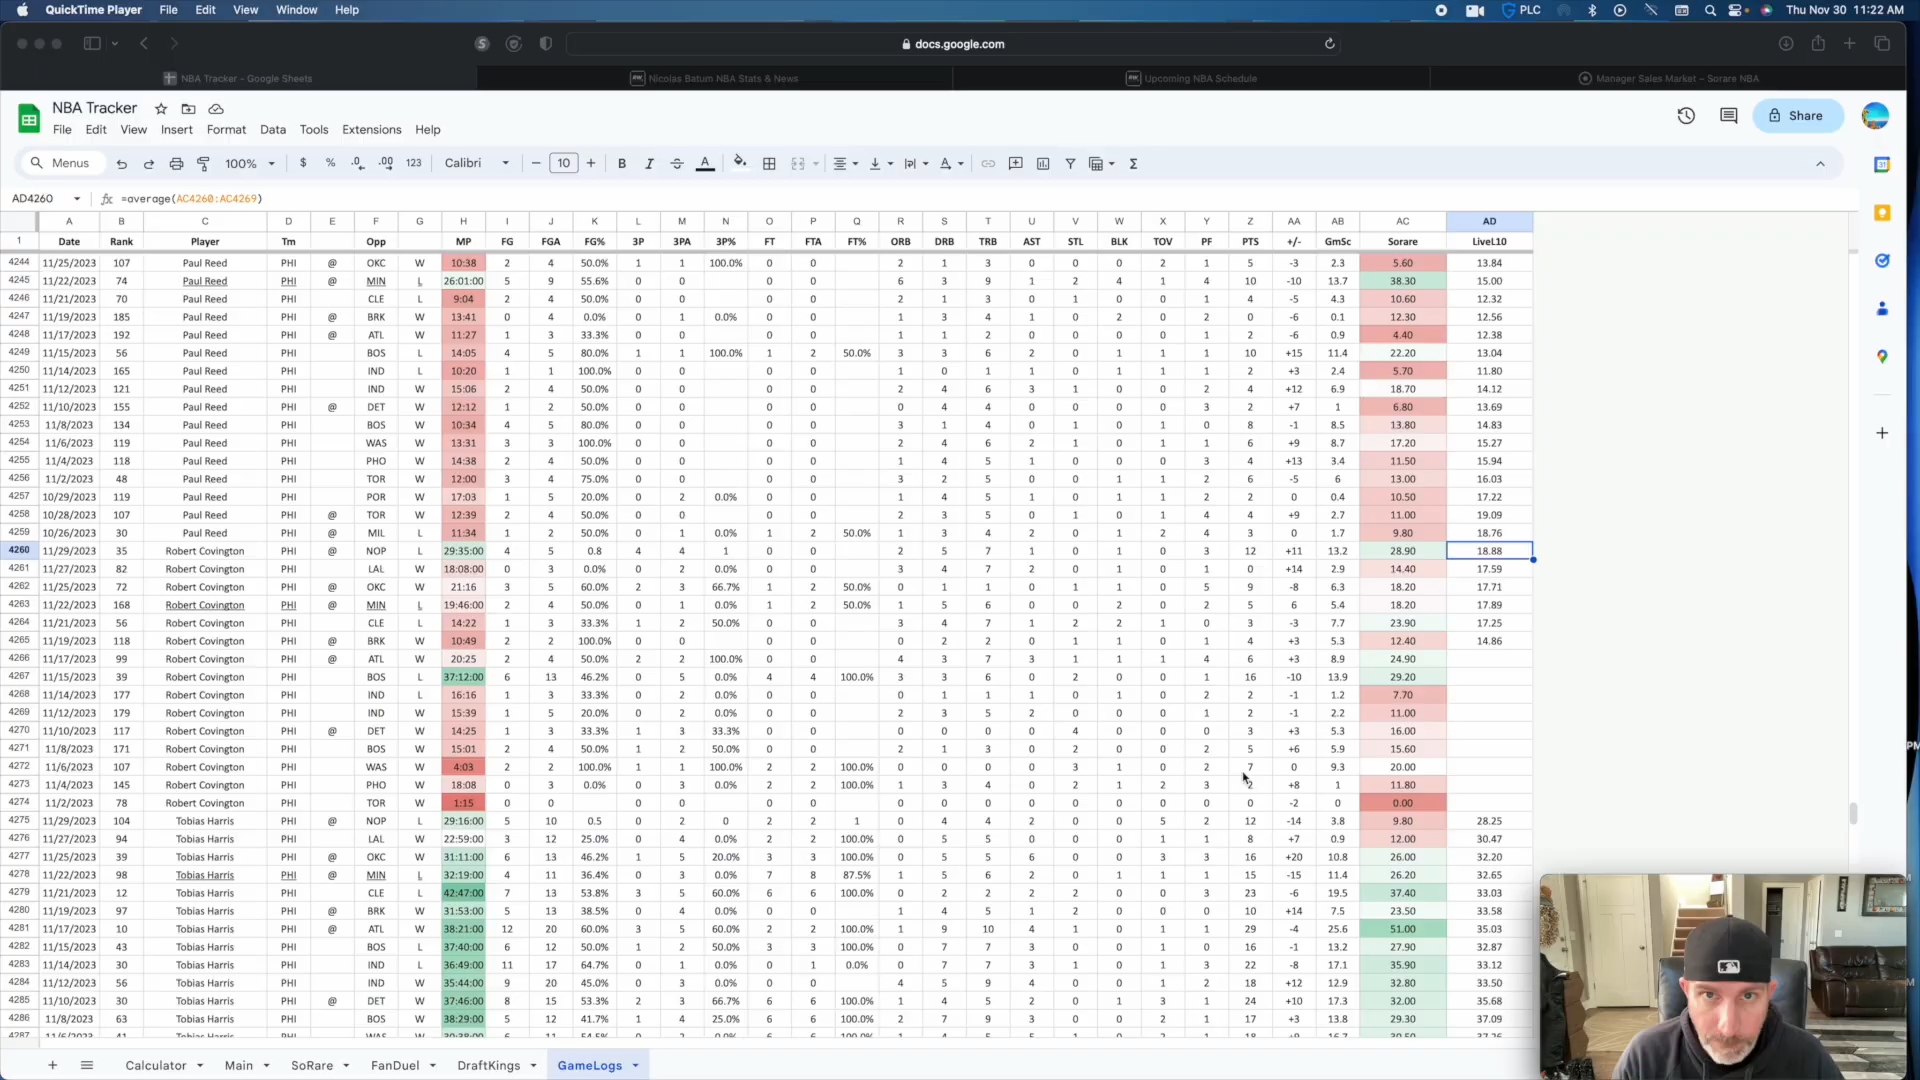 QuickTime Player File Edit View Window Help PLC Thu Nov 30 11:22 AM
docs.google.com
NBA Tracker - Google Sheets Nicolas Batum NBA Stats & News Upcoming NBA Schedule Manager Sales Market – Sorare NBA
NBA Tracker
File Edit View Insert Format Data Tools Extensions Help Share
Menus 100% $ % .0 .00 123 Calibri 10
AD4260 =average(AC4260:AC4269)
A B C D E F G H I J K L M N O P Q R S T U V W X Y Z AA AB AC AD
1 Date Rank Player Tm Opp MP FG FGA FG% 3P 3PA 3P% FT FTA FT% ORB DRB TRB AST STL BLK TOV PF PTS +/- GmSc Sorare LiveL10
4244 11/25/2023 107 Paul Reed PHI @ OKC W 10:38 2 4 50.0% 1 1 100.0% 0 0 2 1 3 0 0 0 2 1 5 -3 2.3 5.60 13.84
4245 11/22/2023 74 Paul Reed PHI @ MIN L 26:01:00 5 9 55.6% 0 0 0 0 6 3 9 1 2 4 1 4 10 -10 13.7 38.30 15.00
4246 11/21/2023 70 Paul Reed PHI CLE L 9:04 2 4 50.0% 0 0 0 0 2 1 3 0 1 0 0 1 4 -5 4.3 10.60 12.32
4247 11/19/2023 185 Paul Reed PHI @ BRK W 13:41 0 4 0.0% 0 1 0.0% 0 0 1 3 4 1 0 2 0 2 0 -6 0.1 12.30 12.56
4248 11/17/2023 192 Paul Reed PHI @ ATL W 11:27 1 3 33.3% 0 0 0 0 1 1 2 0 0 0 0 1 2 -6 0.9 4.40 12.38
4249 11/15/2023 56 Paul Reed PHI BOS L 14:05 4 5 80.0% 1 1 100.0% 1 2 50.0% 3 3 6 2 0 1 1 1 10 +15 11.4 22.20 13.04
4250 11/14/2023 165 Paul Reed PHI IND L 10:20 1 1 100.0% 0 0 0 0 1 0 1 1 0 1 1 1 2 +3 2.4 5.70 11.80
4251 11/12/2023 121 Paul Reed PHI IND W 15:06 2 4 50.0% 0 0 0 0 2 4 6 3 1 0 0 2 4 +12 6.9 18.70 14.12
4252 11/10/2023 155 Paul Reed PHI @ DET W 12:12 1 2 50.0% 0 0 0 0 0 4 4 0 0 0 0 3 2 +7 1 6.80 13.69
4253 11/8/2023 134 Paul Reed PHI BOS W 10:34 4 5 80.0% 0 0 0 0 3 1 4 0 1 0 1 0 8 -1 8.5 13.80 14.83
4254 11/6/2023 119 Paul Reed PHI WAS W 13:31 3 3 100.0% 0 0 0 0 2 4 6 2 1 0 0 1 6 +9 8.7 17.20 15.27
4255 11/4/2023 118 Paul Reed PHI PHO W 14:38 2 4 50.0% 0 0 0 0 1 4 5 1 0 0 0 3 4 +13 3.4 11.50 15.94
4256 11/2/2023 48 Paul Reed PHI TOR W 12:00 3 4 75.0% 0 0 0 0 3 2 5 0 0 1 1 2 6 -5 6 13.00 16.03
4257 10/29/2023 119 Paul Reed PHI POR W 17:03 1 5 20.0% 0 2 0.0% 0 0 1 4 5 1 0 1 1 2 2 0 0.4 10.50 17.22
4258 10/28/2023 107 Paul Reed PHI @ TOR W 12:39 2 4 50.0% 0 0 0 0 2 3 5 0 1 0 1 4 4 +9 2.7 11.00 19.09
4259 10/26/2023 30 Paul Reed PHI @ MIL L 11:34 1 2 50.0% 0 1 0.0% 1 2 50.0% 1 3 4 2 0 1 2 4 3 0 1.7 9.80 18.76
4260 11/29/2023 35 Robert Covington PHI @ NOP L 29:35:00 4 5 0.8 4 4 1 0 0 2 5 7 1 0 1 0 3 12 +11 13.2 28.90 18.88
4261 11/27/2023 82 Robert Covington PHI LAL W 18:08:00 0 3 0.0% 0 2 0.0% 0 0 3 4 7 2 0 1 0 1 0 +14 2.9 14.40 17.59
4262 11/25/2023 72 Robert Covington PHI @ OKC W 21:16 3 5 60.0% 2 3 66.7% 1 2 50.0% 0 1 1 1 0 1 0 5 9 -8 6.3 18.20 17.71
4263 11/22/2023 168 Robert Covington PHI @ MIN L 19:46:00 2 4 50.0% 0 1 0.0% 1 2 50.0% 1 5 6 0 0 2 0 2 5 6 5.4 18.20 17.89
4264 11/21/2023 56 Robert Covington PHI CLE L 14:22 1 3 33.3% 1 2 50.0% 0 0 3 4 7 1 2 2 1 0 3 -3 7.7 23.90 17.25
4265 11/19/2023 118 Robert Covington PHI @ BRK W 10:49 2 2 100.0% 0 0 0 0 0 2 2 0 1 1 0 1 4 +3 5.3 12.40 14.86
4266 11/17/2023 99 Robert Covington PHI @ ATL W 20:25 2 4 50.0% 2 2 100.0% 0 0 4 3 7 3 1 1 1 4 6 +3 8.9 24.90
4267 11/15/2023 39 Robert Covington PHI BOS L 37:12:00 6 13 46.2% 0 5 0.0% 4 4 100.0% 3 3 6 0 2 0 0 1 16 -10 13.9 29.20
4268 11/14/2023 177 Robert Covington PHI IND L 16:16 1 3 33.3% 0 2 0.0% 0 0 0 1 1 1 0 1 0 2 2 -1 1.2 7.70
4269 11/12/2023 179 Robert Covington PHI IND W 15:39 1 5 20.0% 0 2 0.0% 0 0 2 3 5 2 0 0 0 1 2 -1 2.2 11.00
4270 11/10/2023 117 Robert Covington PHI @ DET W 14:25 1 3 33.3% 1 3 33.3% 0 0 0 0 0 0 4 0 0 0 3 +3 5.3 16.00
4271 11/8/2023 171 Robert Covington PHI BOS W 15:01 2 4 50.0% 1 2 50.0% 0 0 2 1 3 0 2 0 0 2 5 +6 5.9 15.60
4272 11/6/2023 107 Robert Covington PHI WAS W 4:03 2 2 100.0% 1 1 100.0% 2 2 100.0% 0 0 0 0 3 1 0 2 7 0 9.3 20.00
4273 11/4/2023 145 Robert Covington PHI PHO W 18:08 0 3 0.0% 0 2 0.0% 2 2 100.0% 1 3 4 0 2 1 2 3 2 +8 1 11.80
4274 11/2/2023 78 Robert Covington PHI TOR W 1:15 0 0 0 0 0 0 0 0 0 0 0 0 0 0 0 -2 0 0.00
4275 11/29/2023 104 Tobias Harris PHI @ NOP L 29:16:00 5 10 0.5 0 2 0 2 2 1 0 4 4 2 0 0 5 2 12 -14 3.8 9.80 28.25
4276 11/27/2023 94 Tobias Harris PHI LAL W 22:59:00 3 12 25.0% 0 4 0.0% 2 2 100.0% 0 5 5 0 0 0 1 1 8 +7 0.9 12.00 30.47
4277 11/25/2023 39 Tobias Harris PHI @ OKC W 31:11:00 6 13 46.2% 1 5 20.0% 3 3 100.0% 0 5 5 6 0 0 3 3 16 +20 10.8 26.00 32.20
4278 11/22/2023 98 Tobias Harris PHI @ MIN L 32:19:00 4 11 36.4% 0 3 0.0% 7 8 87.5% 1 5 6 2 0 1 1 1 15 -15 11.4 26.20 32.65
4279 11/21/2023 12 Tobias Harris PHI CLE L 42:47:00 7 13 53.8% 3 5 60.0% 6 6 100.0% 0 2 2 2 2 0 0 3 23 -6 19.5 37.40 33.03
4280 11/19/2023 97 Tobias Harris PHI @ BRK W 31:53:00 5 13 38.5% 0 4 0.0% 0 0 1 4 5 1 2 0 0 0 10 +14 7.5 23.50 33.58
4281 11/17/2023 10 Tobias Harris PHI @ ATL W 38:21:00 12 20 60.0% 3 5 60.0% 2 2 100.0% 1 9 10 4 1 0 0 1 29 -4 25.6 51.00 35.03
4282 11/15/2023 43 Tobias Harris PHI BOS L 37:40:00 6 12 50.0% 1 2 50.0% 3 3 100.0% 0 7 7 3 0 1 0 0 16 -1 13.2 27.90 32.87
4283 11/14/2023 30 Tobias Harris PHI IND L 36:49:00 11 17 64.7% 0 1 0.0% 0 1 0.0% 0 7 7 3 1 0 1 3 22 -8 17.1 35.90 33.12
4284 11/12/2023 56 Tobias Harris PHI IND W 35:44:00 9 20 45.0% 0 3 0.0% 0 0 4 5 9 4 0 0 1 2 18 +12 12.9 32.80 33.50
4285 11/10/2023 30 Tobias Harris PHI @ DET W 37:46:00 8 15 53.3% 2 3 66.7% 6 6 100.0% 1 4 5 2 0 1 3 1 24 +10 17.3 32.00 35.68
4286 11/8/2023 63 Tobias Harris PHI BOS W 38:29:00 5 12 41.7% 1 4 25.0% 6 6 100.0% 2 7 9 3 0 0 2 1 17 +3 13.8 29.30 37.09
Calculator Main SoRare FanDuel DraftKings GameLogs